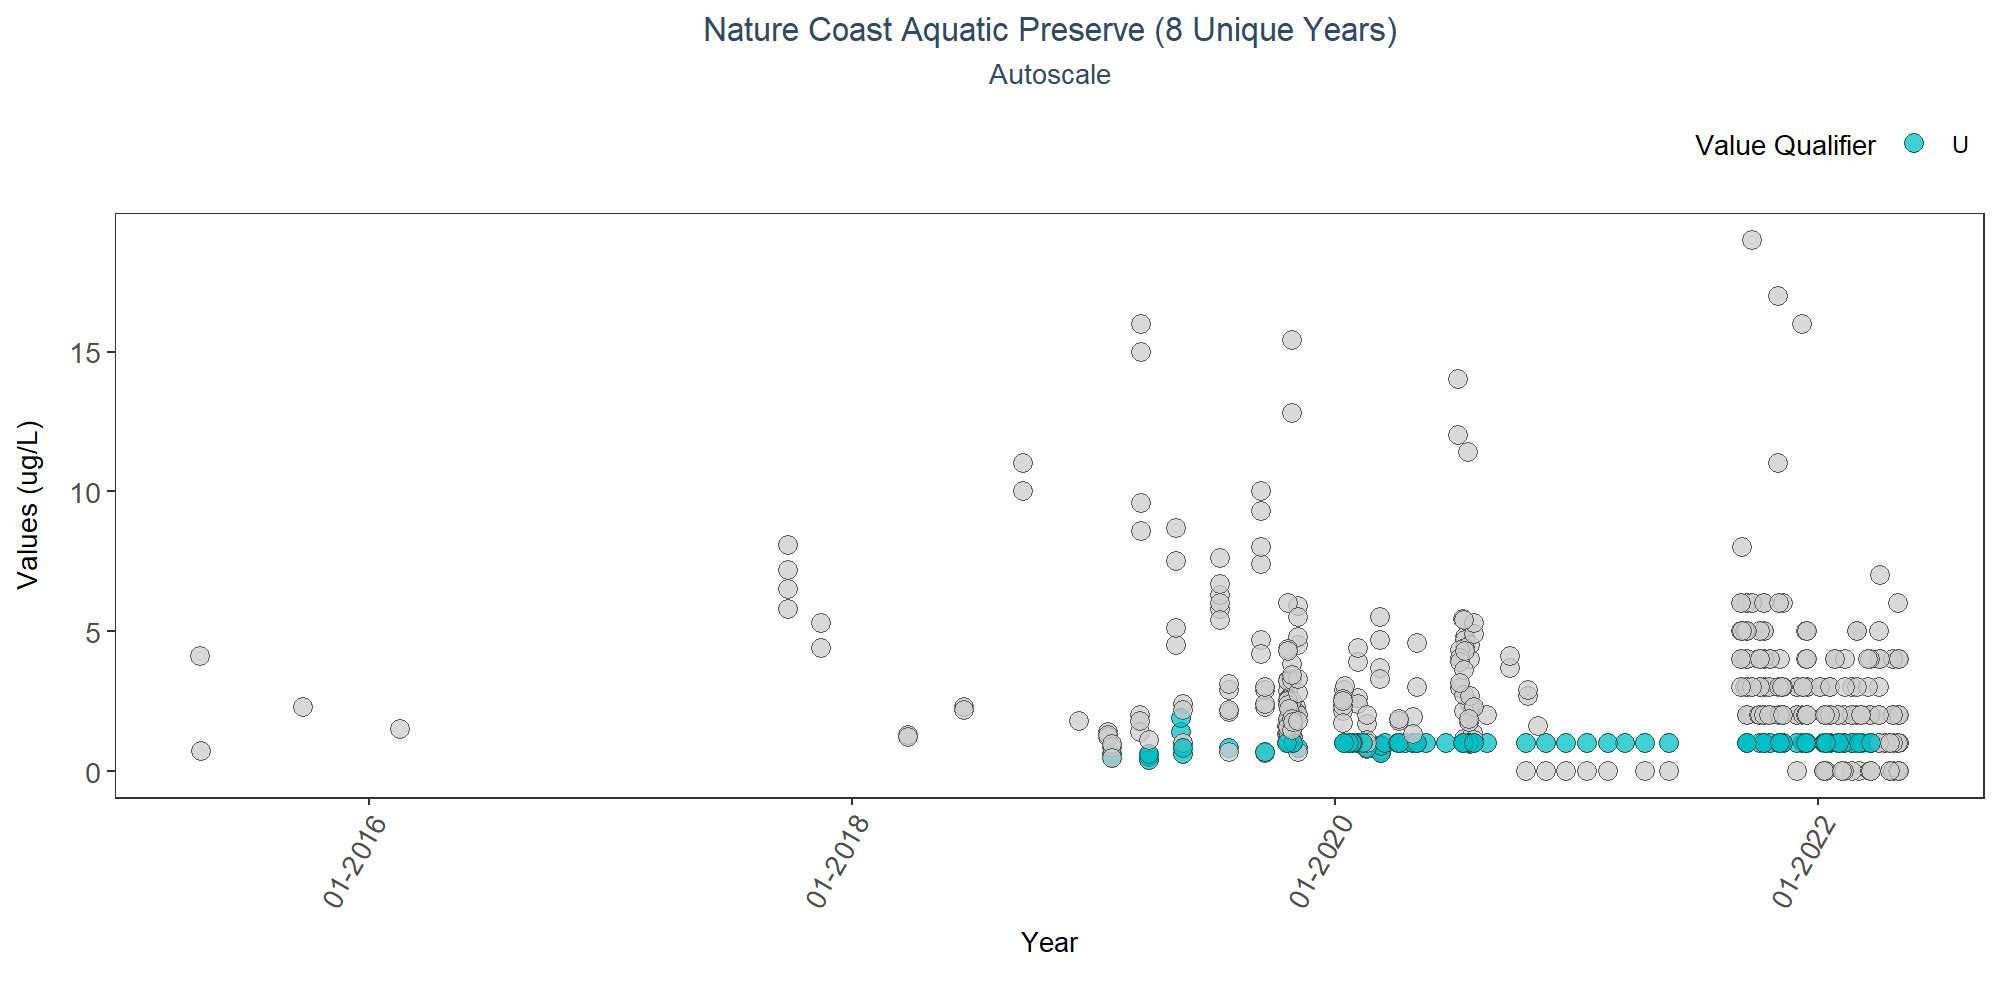 Nature Coast Aquatic Preserve (8 Unique Years)
Autoscale
Value Qualifier U
Values (ug/L)
15
10
5
0
01-2016 01-2018 01-2020 01-2022
Year